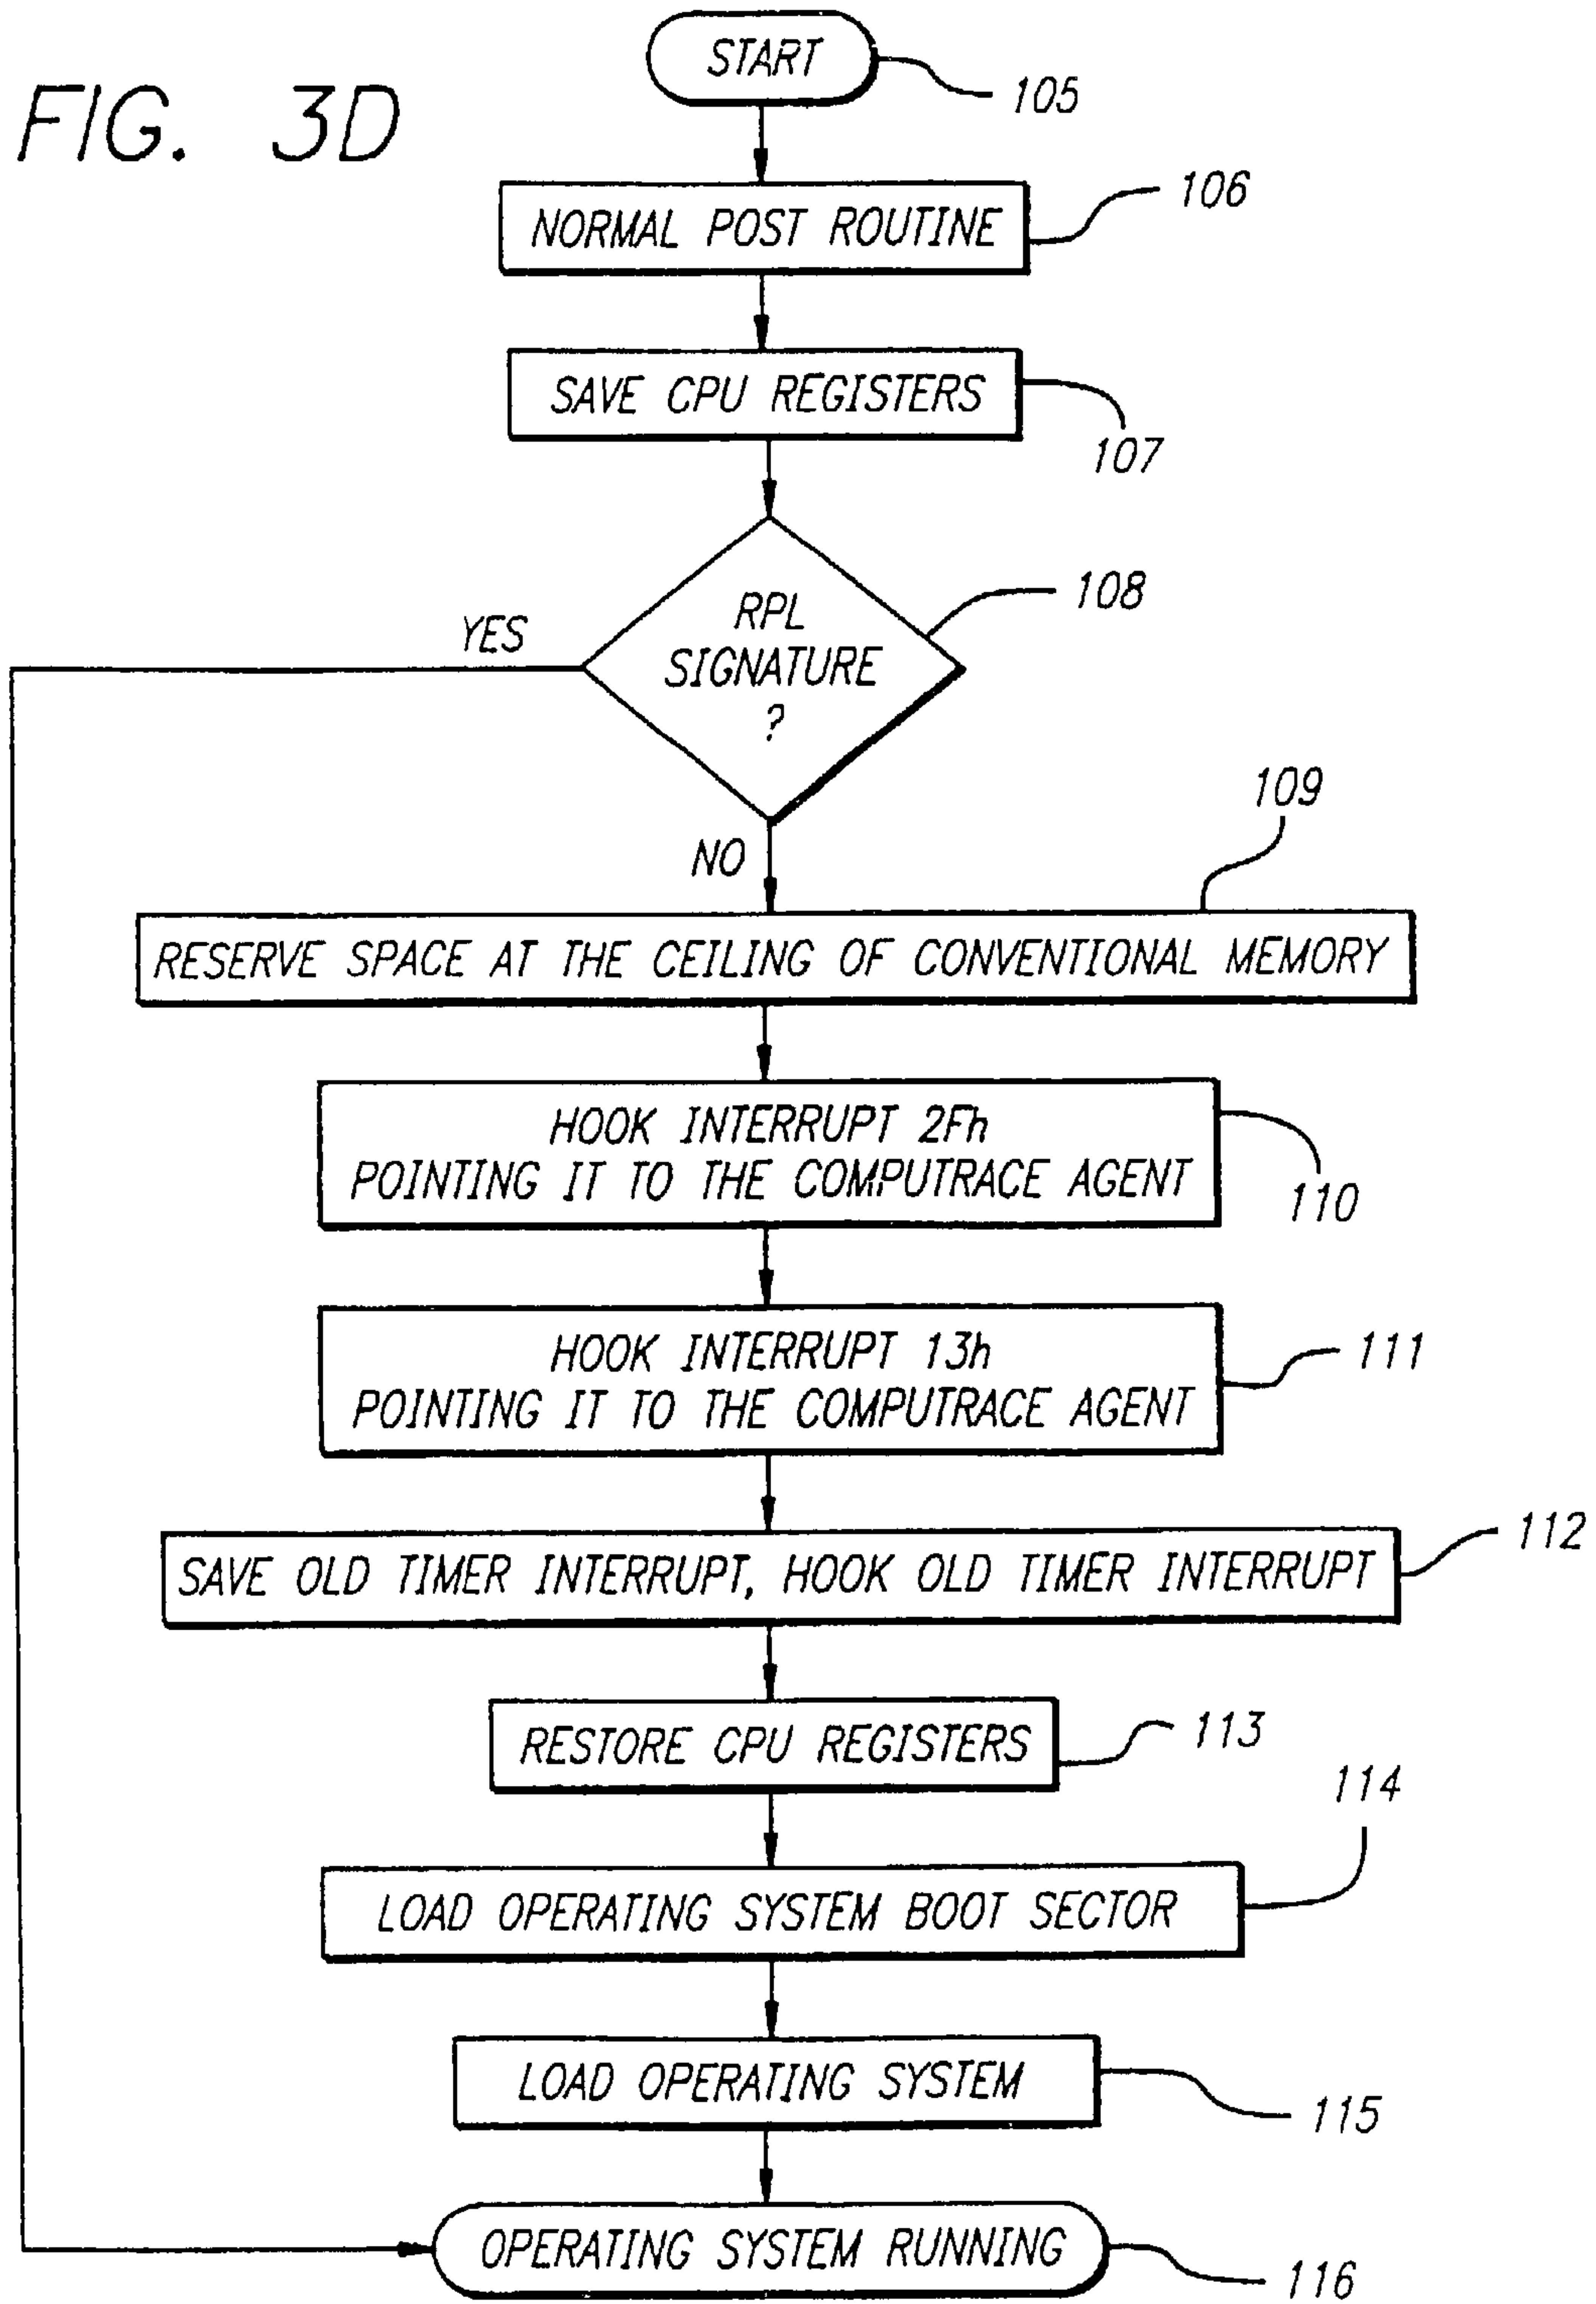 FIG. 3D
START
105
NORMAL POST ROUTINE
106
SAVE CPU REGISTERS
107
RPL
SIGNATURE
?
108
YES
NO
109
RESERVE SPACE AT THE CEILING OF CONVENTIONAL MEMORY
HOOK INTERRUPT 2Fh
POINTING IT TO THE COMPUTRACE AGENT
110
HOOK INTERRUPT 13h
POINTING IT TO THE COMPUTRACE AGENT
111
SAVE OLD TIMER INTERRUPT, HOOK OLD TIMER INTERRUPT
112
RESTORE CPU REGISTERS
113
114
LOAD OPERATING SYSTEM BOOT SECTOR
LOAD OPERATING SYSTEM
115
OPERATING SYSTEM RUNNING
116